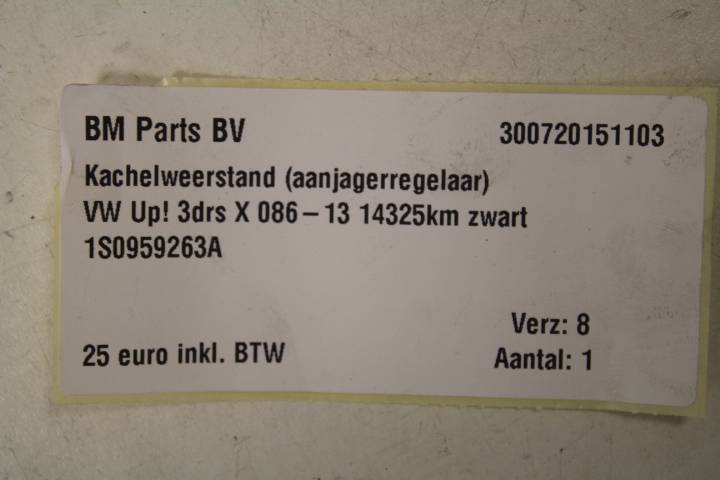 BM Parts BV 300720151103
Kachelweerstand (aanjagerregelaar)
VW Up! 3drs X 086 – 13 14325km zwart
1S0959263A
Verz: 8
25 euro inkl. BTW Aantal: 1